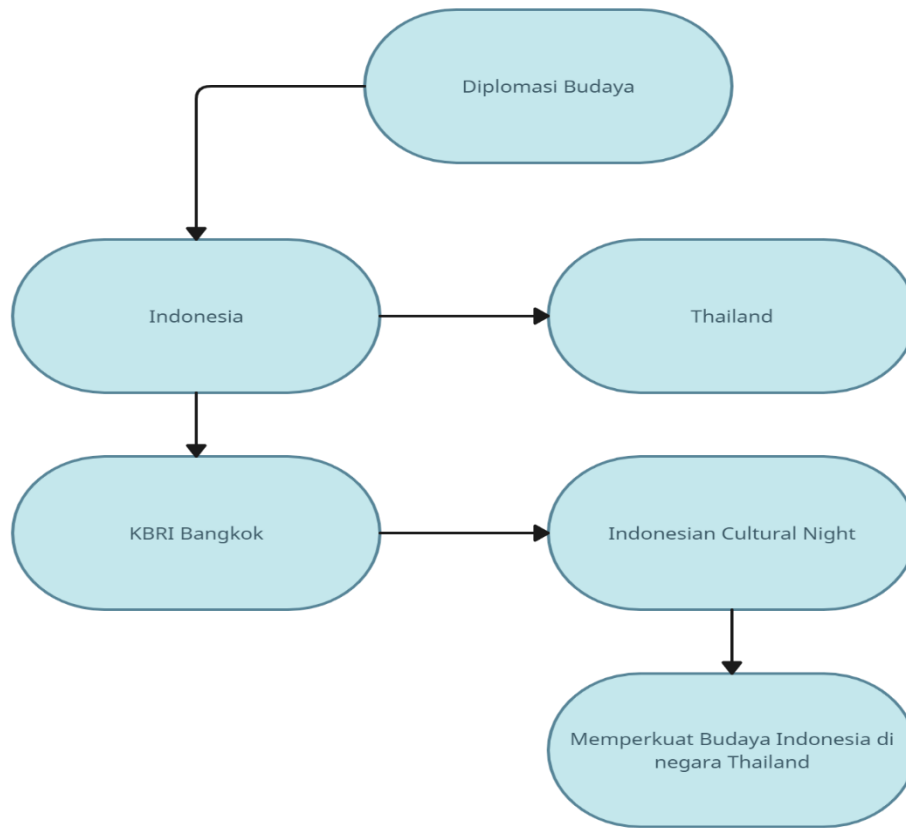 Diplomasi Budaya
Indonesia
Thailand
KBRI Bangkok
Indonesian Cultural Night
Memperkuat Budaya Indonesia di
negara Thailand